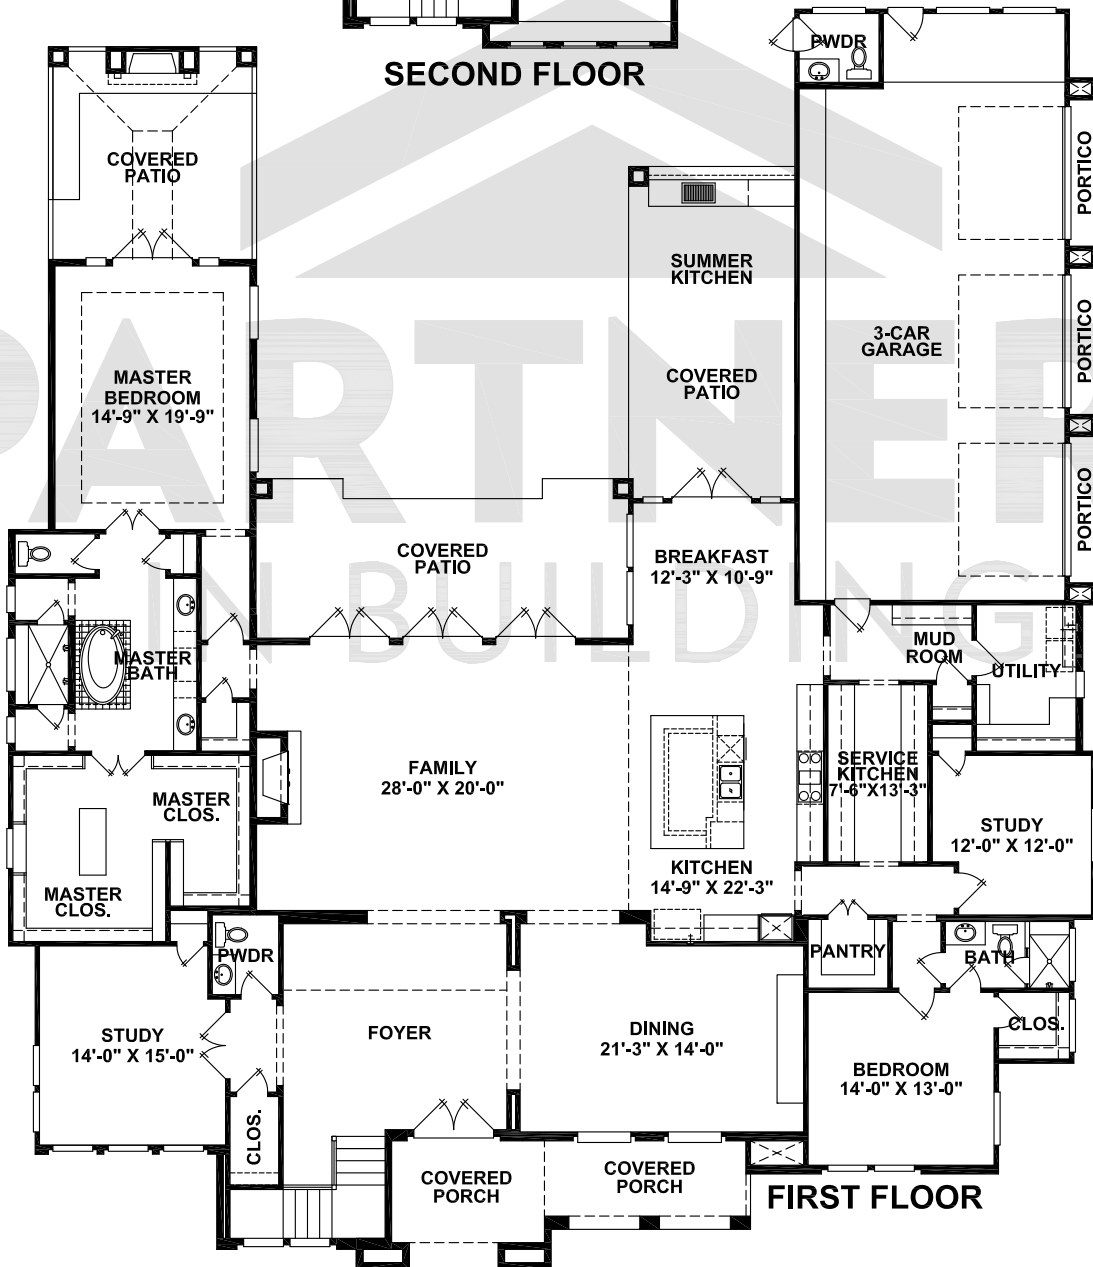 SECOND FLOOR
PWDR
COVERED
PATIO
PORTICO
SUMMER
KITCHEN
3-CAR
GARAGE
PORTICO
MASTER
BEDROOM
14'-9" X 19'-9"
COVERED
PATIO
PORTICO
COVERED
PATIO
BREAKFAST
12'-3" X 10'-9"
PARTNERS
IN BUILDING
MUD
ROOM
UTILITY
MASTER
BATH
FAMILY
28'-0" X 20'-0"
SERVICE
KITCHEN
7'-6"X13'-3"
MASTER
CLOS.
STUDY
12'-0" X 12'-0"
KITCHEN
14'-9" X 22'-3"
MASTER
CLOS.
PWDR
PANTRY
BATH
STUDY
14'-0" X 15'-0"
FOYER
DINING
21'-3" X 14'-0"
CLOS.
BEDROOM
14'-0" X 13'-0"
CLOS.
COVERED
PORCH
COVERED
PORCH
FIRST FLOOR